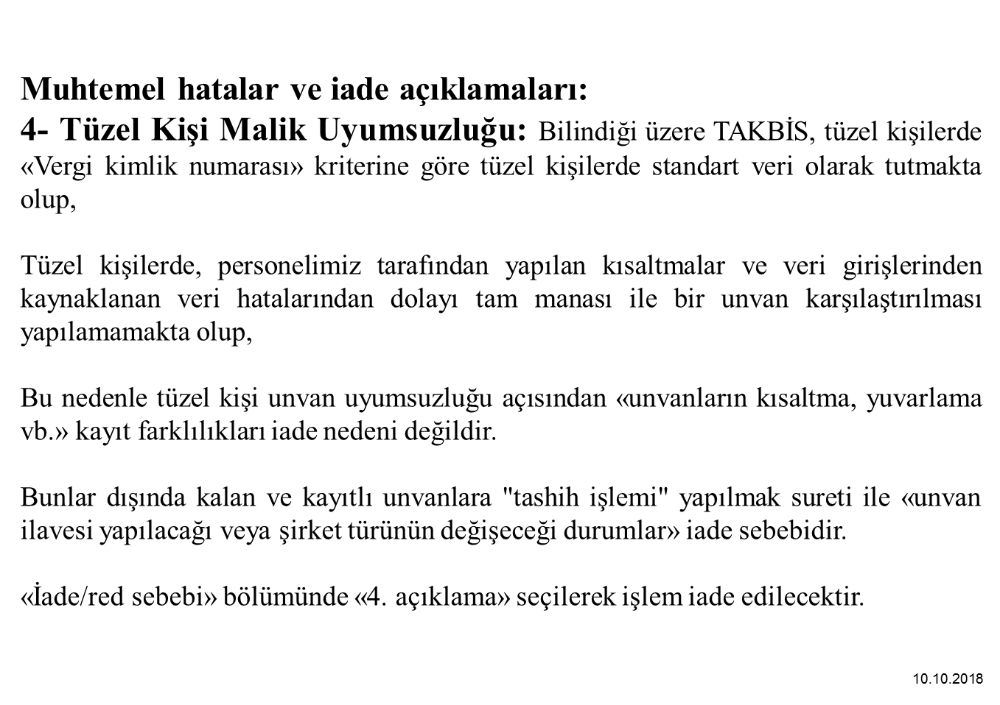 Muhtemel hatalar ve iade açıklamaları:
4- Tüzel Kişi Malik Uyumsuzluğu: Bilindiği üzere TAKBİS, tüzel kişilerde
«Vergi kimlik numarası» kriterine göre tüzel kişilerde standart veri olarak tutmakta
olup,
Tüzel kişilerde, personelimiz tarafından yapılan kısaltmalar ve veri girişlerinden
kaynaklanan veri hatalarından dolayı tam manası ile bir unvan karşılaştırılması
yapılamamakta olup,
Bu nedenle tüzel kişi unvan uyumsuzluğu açısından «unvanların kısaltma, yuvarlama
vb.» kayıt farklılıkları iade nedeni değildir.
Bunlar dışında kalan ve kayıtlı unvanlara "tashih işlemi" yapılmak sureti ile «unvan
ilavesi yapılacağı veya şirket türünün değişeceği durumlar» iade sebebidir.
«İade/red sebebi» bölümünde «4. açıklama» seçilerek işlem iade edilecektir.
10.10.2018